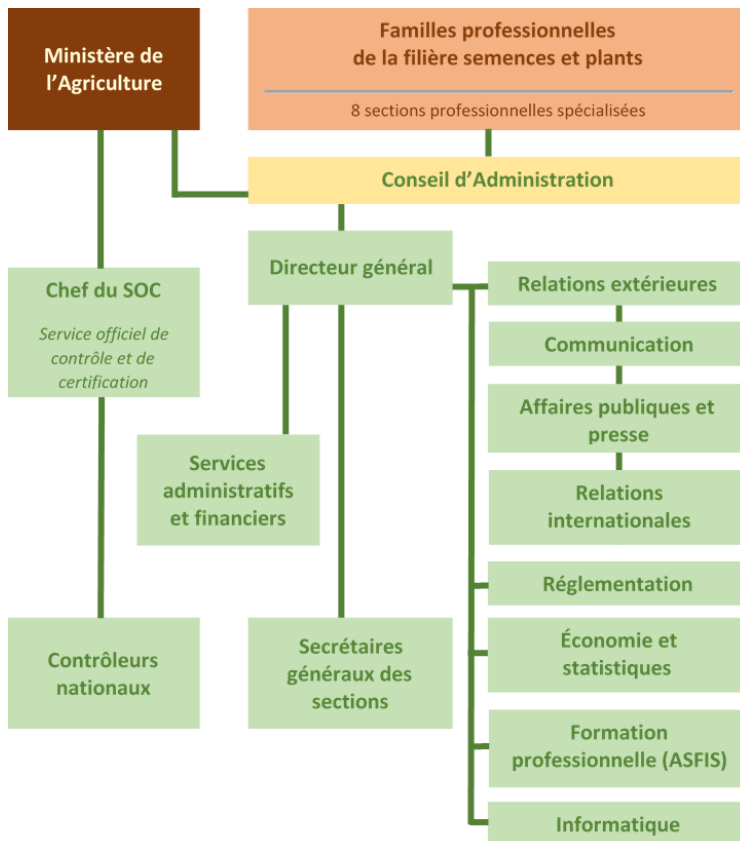 Ministère de
l'Agriculture
Familles professionnelles
de la filière semences et plants
8 sections professionnelles spécialisées
Conseil d'Administration
Directeur général
Chef du SOC
Service officiel de
contrôle et de
certification
Relations extérieures
Communication
Affaires publiques et
presse
Services
administratifs
et financiers
Relations
internationales
Réglementation
Contrôleurs
nationaux
Secrétaires
généraux des
sections
Économie et
statistiques
Formation
professionnelle (ASFIS)
Informatique